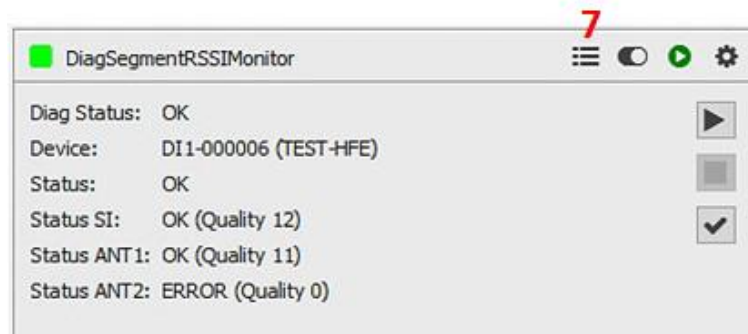 7
DiagSegmentRSSIMonitor
Diag Status: OK
Device: DI1-000006 (TEST-HFE)
Status: OK
Status SI: OK (Quality 12)
Status ANT1: OK (Quality 11)
Status ANT2: ERROR (Quality 0)